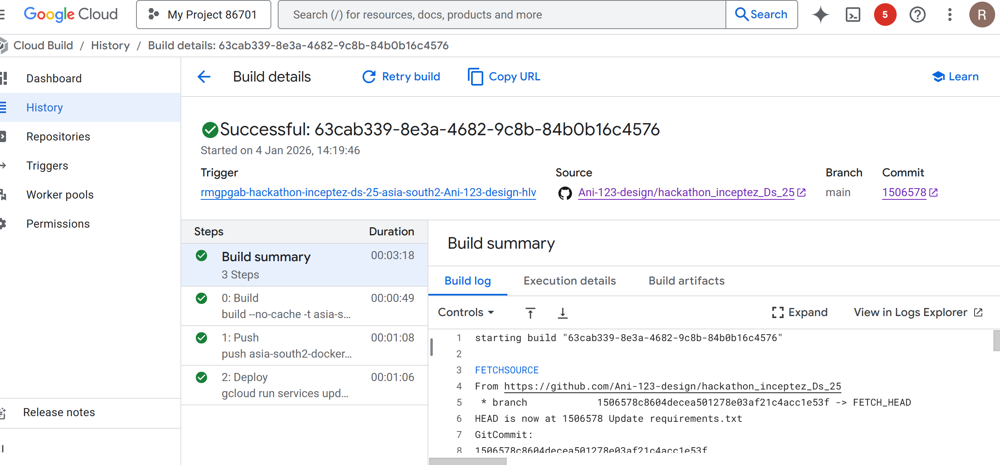 Google Cloud
My Project 86701
Search (/) for resources, docs, products and more
Search
5
R
Cloud Build / History / Build details: 63cab339-8e3a-4682-9c8b-84b0b16c4576
Dashboard
History
Repositories
Triggers
Worker pools
Permissions
Release notes
Build details
Retry build
Copy URL
Learn
Successful: 63cab339-8e3a-4682-9c8b-84b0b16c4576
Started on 4 Jan 2026, 14:19:46
Trigger
rmgpgab-hackathon-inceptez-ds-25-asia-south2-Ani-123-design-hlv
Source
Ani-123-design/hackathon_inceptez_Ds_25
Branch
main
Commit
1506578
Steps Duration
Build summary 00:03:18
3 Steps
0: Build 00:00:49
build --no-cache -t asia-s...
1: Push 00:01:08
push asia-south2-docker...
2: Deploy 00:01:06
gcloud run services upd...
Build summary
Build log Execution details Build artifacts
Controls Expand View in Logs Explorer
1 starting build "63cab339-8e3a-4682-9c8b-84b0b16c4576"
2
3 FETCHSOURCE
4 From https://github.com/Ani-123-design/hackathon_inceptez_Ds_25
5 * branch 1506578c8604decea501278e03af21c4acc1e53f -> FETCH_HEAD
6 HEAD is now at 1506578 Update requirements.txt
7 GitCommit:
8 1506578c8604decea501278e03af21c4acc1e53f